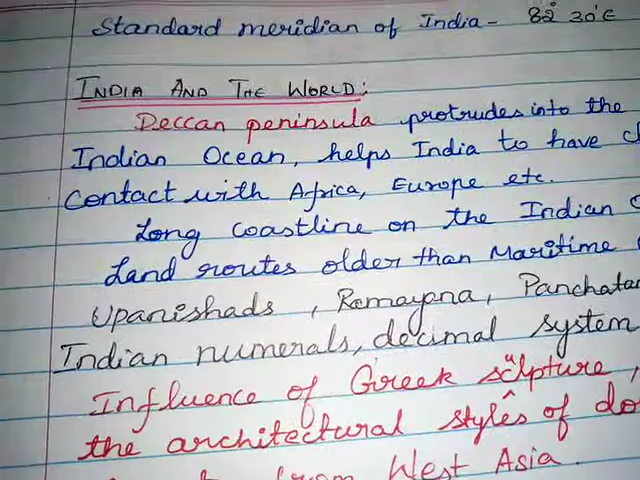 Standard meridian of India - 82° 30'E
INDIA AND THE WORLD:
Deccan peninsula protrudes into the
Indian Ocean, helps India to have
Contact with Africa, Europe etc.
Long coastline on the Indian
Land routes older than Maritime
Upanishads, Ramayana,
Indian numerals, decimal system
Influence of Greek sculpture,
the architectural styles of
from West Asia.